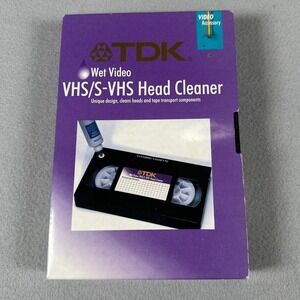 VIDEO
Accessory
TDK
Wet Video
VHS/S-VHS Head Cleaner
Unique design, cleans heads and tape transport components
TDK